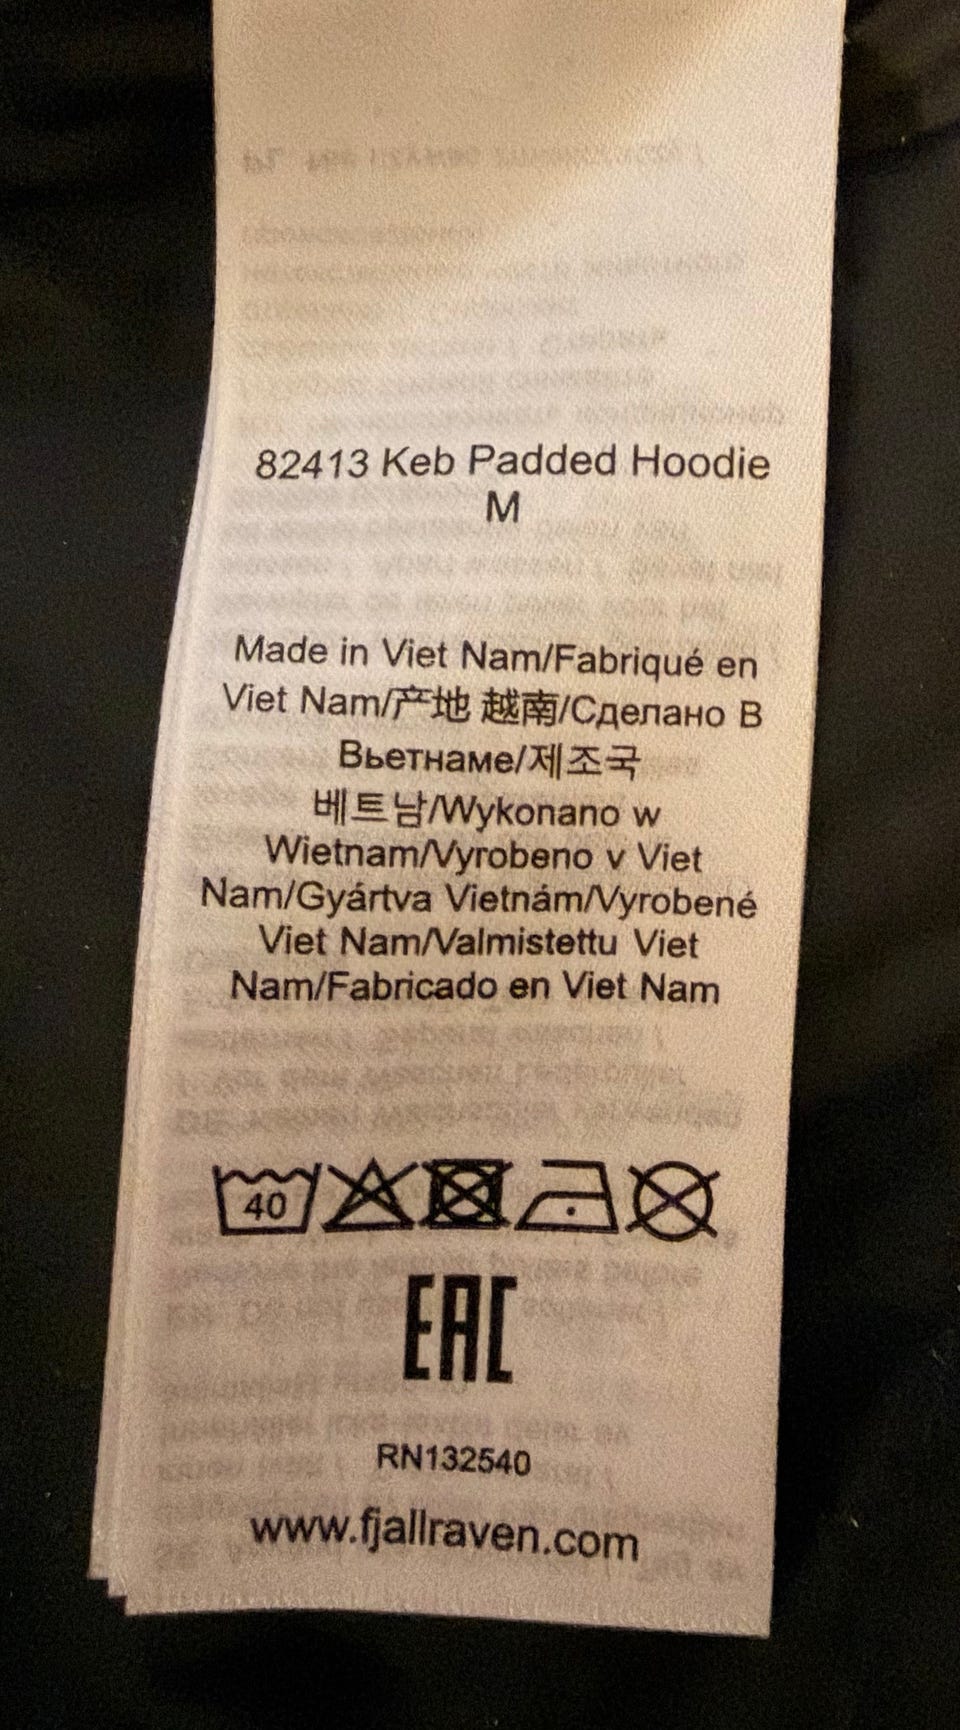 82413 Keb Padded Hoodie
M
Made in Viet Nam/Fabriqué en
Viet Nam/产地 越南/Сделано В
Вьетнаме/제조국
베트남/Wykonano w
Wietnam/Vyrobeno v Viet
Nam/Gyártva Vietnám/Vyrobené
Viet Nam/Valmistettu Viet
Nam/Fabricado en Viet Nam
40
EAC
RN132540
www.fjallraven.com